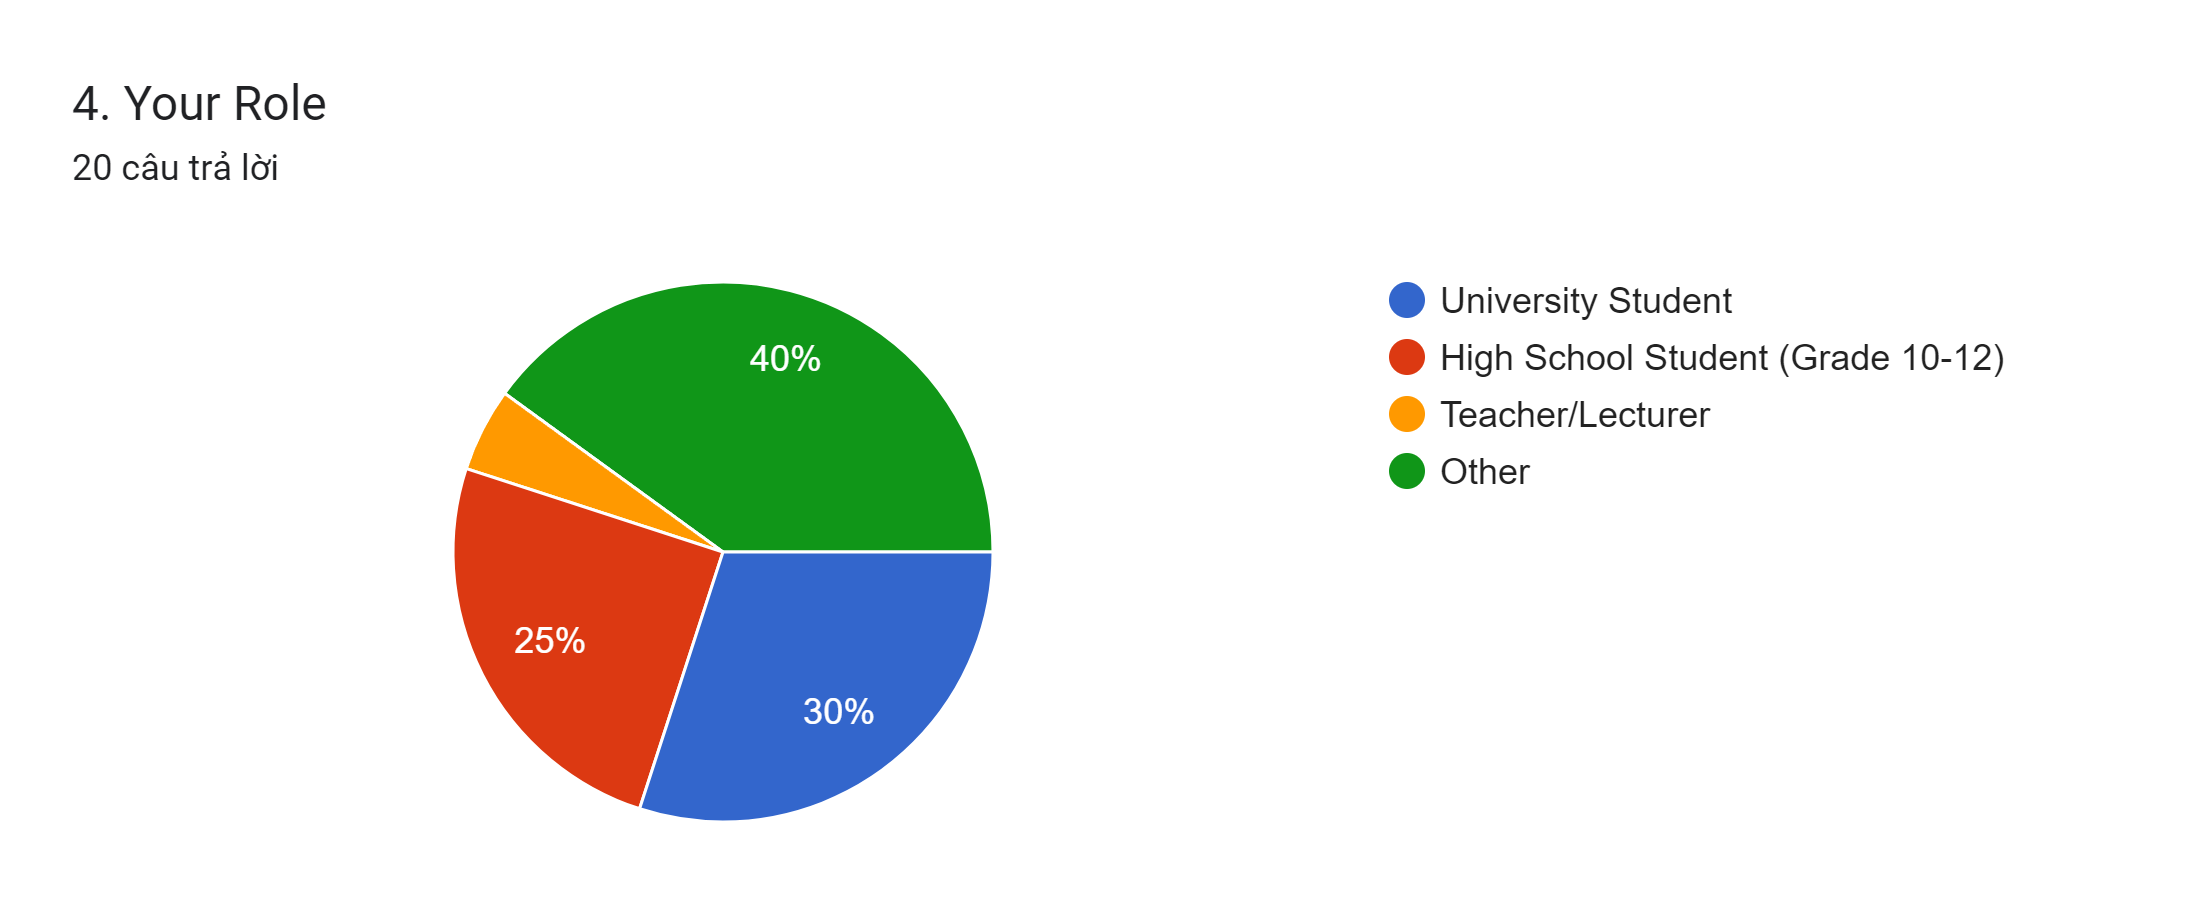 4. Your Role
20 câu trả lời
40%
25%
30%
University Student
High School Student (Grade 10-12)
Teacher/Lecturer
Other